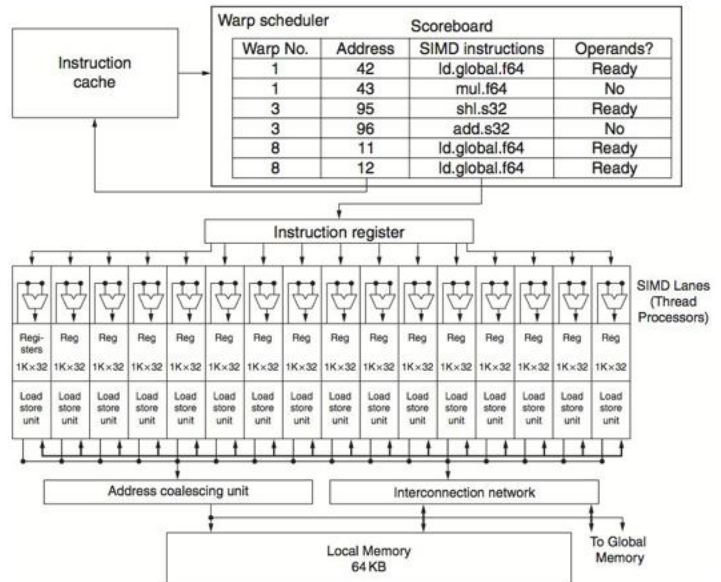 Warp scheduler
Scoreboard
Warp No. Address SIMD instructions Operands?
1 42 ld.global.f64 Ready
1 43 mul.f64 No
3 95 shl.s32 Ready
3 96 add.s32 No
8 11 ld.global.f64 Ready
8 12 ld.global.f64 Ready
Instruction
cache
Instruction register
SIMD Lanes
(Thread
Processors)
Regi- Reg Reg Reg Reg Reg Reg Reg Reg Reg Reg Reg Reg Reg Reg Reg
sters
1K×32 1K×32 1K×32 1K×32 1K×32 1K×32 1K×32 1K×32 1K×32 1K×32 1K×32 1K×32 1K×32 1K×32 1K×32 1K×32
Load Load Load Load Load Load Load Load Load Load Load Load Load Load Load Load
store store store store store store store store store store store store store store store store
unit unit unit unit unit unit unit unit unit unit unit unit unit unit unit unit
Address coalescing unit
Interconnection network
Local Memory
64 KB
To Global
Memory